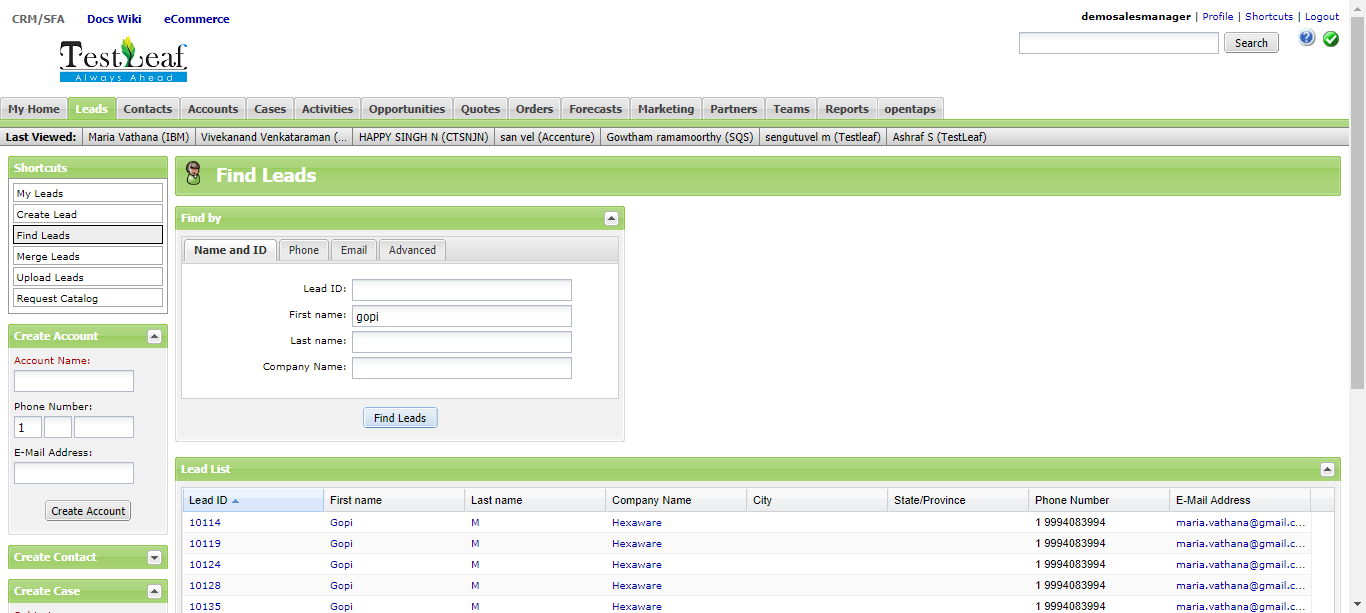 CRM/SFA Docs Wiki eCommerce
demosalesmanager | Profile | Shortcuts | Logout
TestLeaf
Always Ahead
Search
My Home Leads Contacts Accounts Cases Activities Opportunities Quotes Orders Forecasts Marketing Partners Teams Reports opentaps
Last Viewed: Maria Vathana (IBM) Vivekanand Venkataraman (... HAPPY SINGH N (CTSNJN) san vel (Accenture) Gowtham ramamoorthy (SQS) sengutuvel m (Testleaf) Ashraf S (TestLeaf)
Shortcuts
My Leads
Create Lead
Find Leads
Merge Leads
Upload Leads
Request Catalog
Create Account
Account Name:
Phone Number:
1
E-Mail Address:
Create Account
Create Contact
Create Case
Find Leads
Find by
Name and ID Phone Email Advanced
Lead ID:
First name: gopi
Last name:
Company Name:
Find Leads
Lead List
Lead ID First name Last name Company Name City State/Province Phone Number E-Mail Address
10114 Gopi M Hexaware 1 9994083994 maria.vathana@gmail.c...
10119 Gopi M Hexaware 1 9994083994 maria.vathana@gmail.c...
10124 Gopi M Hexaware 1 9994083994 maria.vathana@gmail.c...
10128 Gopi M Hexaware 1 9994083994 maria.vathana@gmail.c...
10135 Gopi M Hexaware 1 9994083994 maria.vathana@gmail.c...